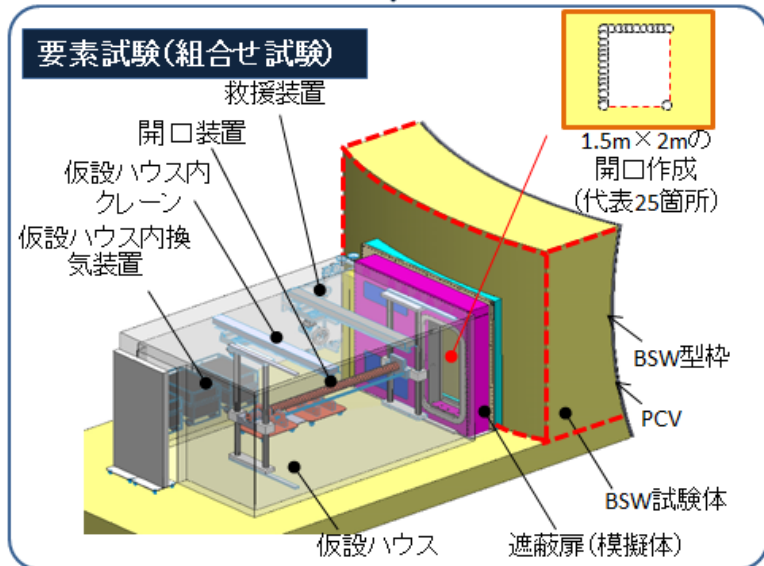 要素試験(組合せ試験)
救援装置
開口装置
仮設ハウス内
クレーン
仮設ハウス内換
気装置
1.5m×2mの
開口作成
(代表25箇所)
BSW型枠
PCV
BSW試験体
遮蔽扉(模擬体)
仮設ハウス